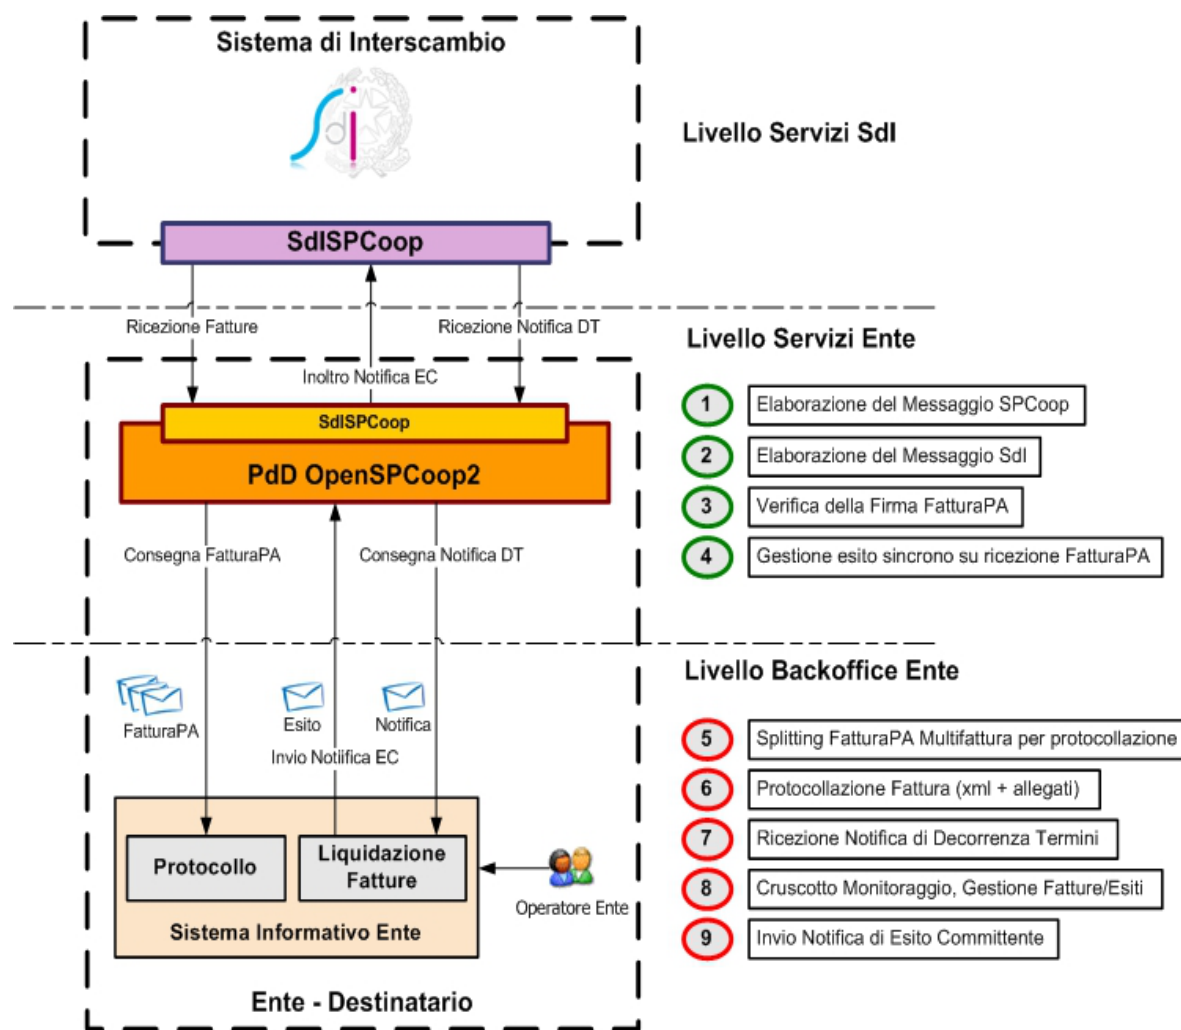 Sistema di Interscambio
Sdi
Livello Servizi SdI
SdISPCoop
Ricezione Fatture
Ricezione Notifica DT
Inoltro Notifica EC
Livello Servizi Ente
SdISPCoop
PdD OpenSPCoop2
1 Elaborazione del Messaggio SPCoop
2 Elaborazione del Messaggio SdI
3 Verifica della Firma FatturaPA
4 Gestione esito sincrono su ricezione FatturaPA
Consegna FatturaPA
Consegna Notifica DT
Livello Backoffice Ente
FatturaPA
Esito
Notifica
Invio Notiifica EC
5 Splitting FatturaPA Multifattura per protocollazione
6 Protocollazione Fattura (xml + allegati)
7 Ricezione Notifica di Decorrenza Termini
8 Cruscotto Monitoraggio, Gestione Fatture/Esiti
9 Invio Notifica di Esito Committente
Protocollo
Liquidazione
Fatture
Operatore Ente
Sistema Informativo Ente
Ente - Destinatario